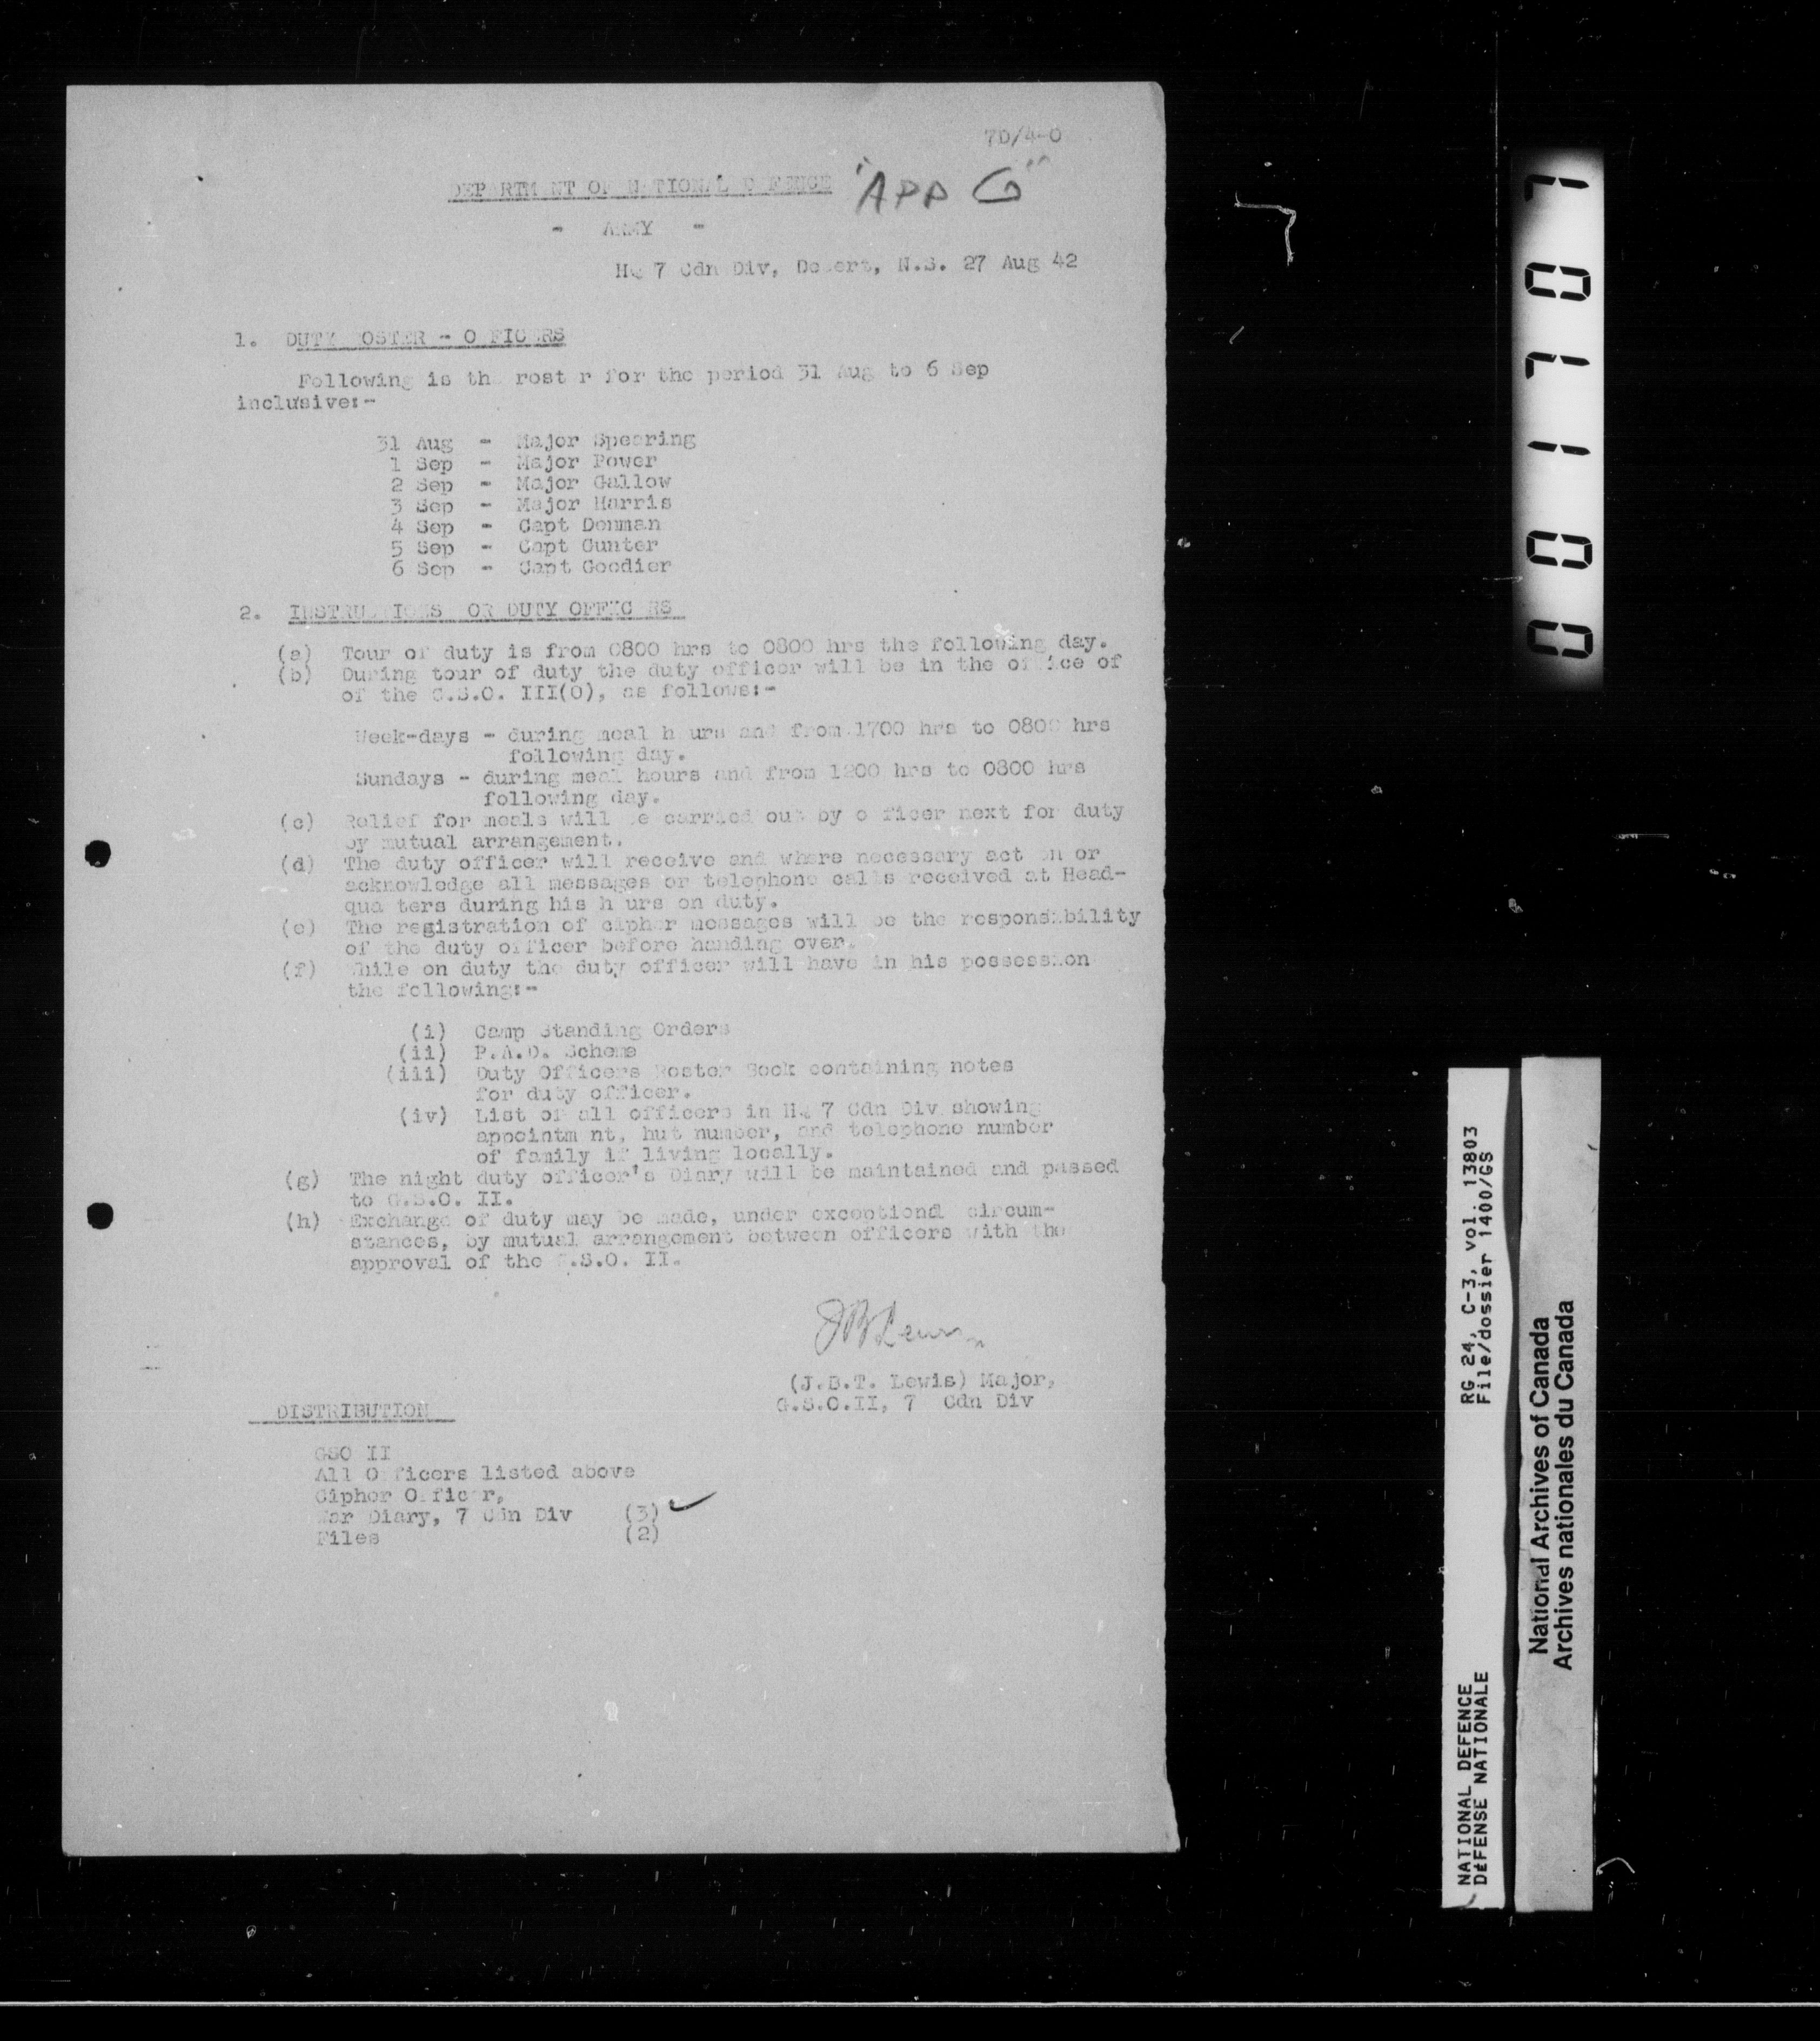 7D/4-0
DEPARTMENT OF NATIONAL DEFENCE "APP G"
- ARMY -
HQ 7 Cdn Div, Debert, N.S. 27 Aug 42
1. DUTY ROSTER - OFFICERS
Following is the roster for the period 31 Aug to 6 Sep
inclusive:-
31 Aug - Major Spearing
1 Sep - Major Power
2 Sep - Major Gallow
3 Sep - Major Harris
4 Sep - Capt Denman
5 Sep - Capt Gunter
6 Sep - Capt Goodier
2. INSTRUCTIONS FOR DUTY OFFICERS
(a) Tour of duty is from 0800 hrs to 0800 hrs the following day.
(b) During tour of duty the duty officer will be in the office of
of the G.S.O. III(O), as follows:-
Week-days - during meal hours and from 1700 hrs to 0800 hrs
following day.
Sundays - during meal hours and from 1200 hrs to 0800 hrs
following day.
(c) Relief for meals will be carried out by officer next for duty
by mutual arrangement.
(d) The duty officer will receive and where necessary act on or
acknowledge all messages or telephone calls received at Head-
quarters during his hours on duty.
(e) The registration of cipher messages will be the responsibility
of the duty officer before handing over.
(f) While on duty the duty officer will have in his possession
the following:-
(i) Camp Standing Orders
(ii) P.A.D. Scheme
(iii) Duty Officers Roster Book containing notes
for duty officer.
(iv) List of all officers in HQ 7 Cdn Div showing
appointment, hut number, and telephone number
of family if living locally.
(g) The night duty officer's Diary will be maintained and passed
to G.S.O. II.
(h) Exchange of duty may be made, under exceptional circum-
stances, by mutual arrangement between officers with the
approval of the G.S.O. II.
JBLewis
(J.B.T. Lewis) Major,
G.S.O.II, 7 Cdn Div
DISTRIBUTION
GSO II
All Officers listed above
Cipher Officer,
War Diary, 7 Cdn Div (3) ✓
Files (2)
001707
RG 24, C-3, vol. 13803
File/dossier 1400/GS
NATIONAL DEFENCE
DÉFENSE NATIONALE
National Archives of Canada
Archives nationales du Canada